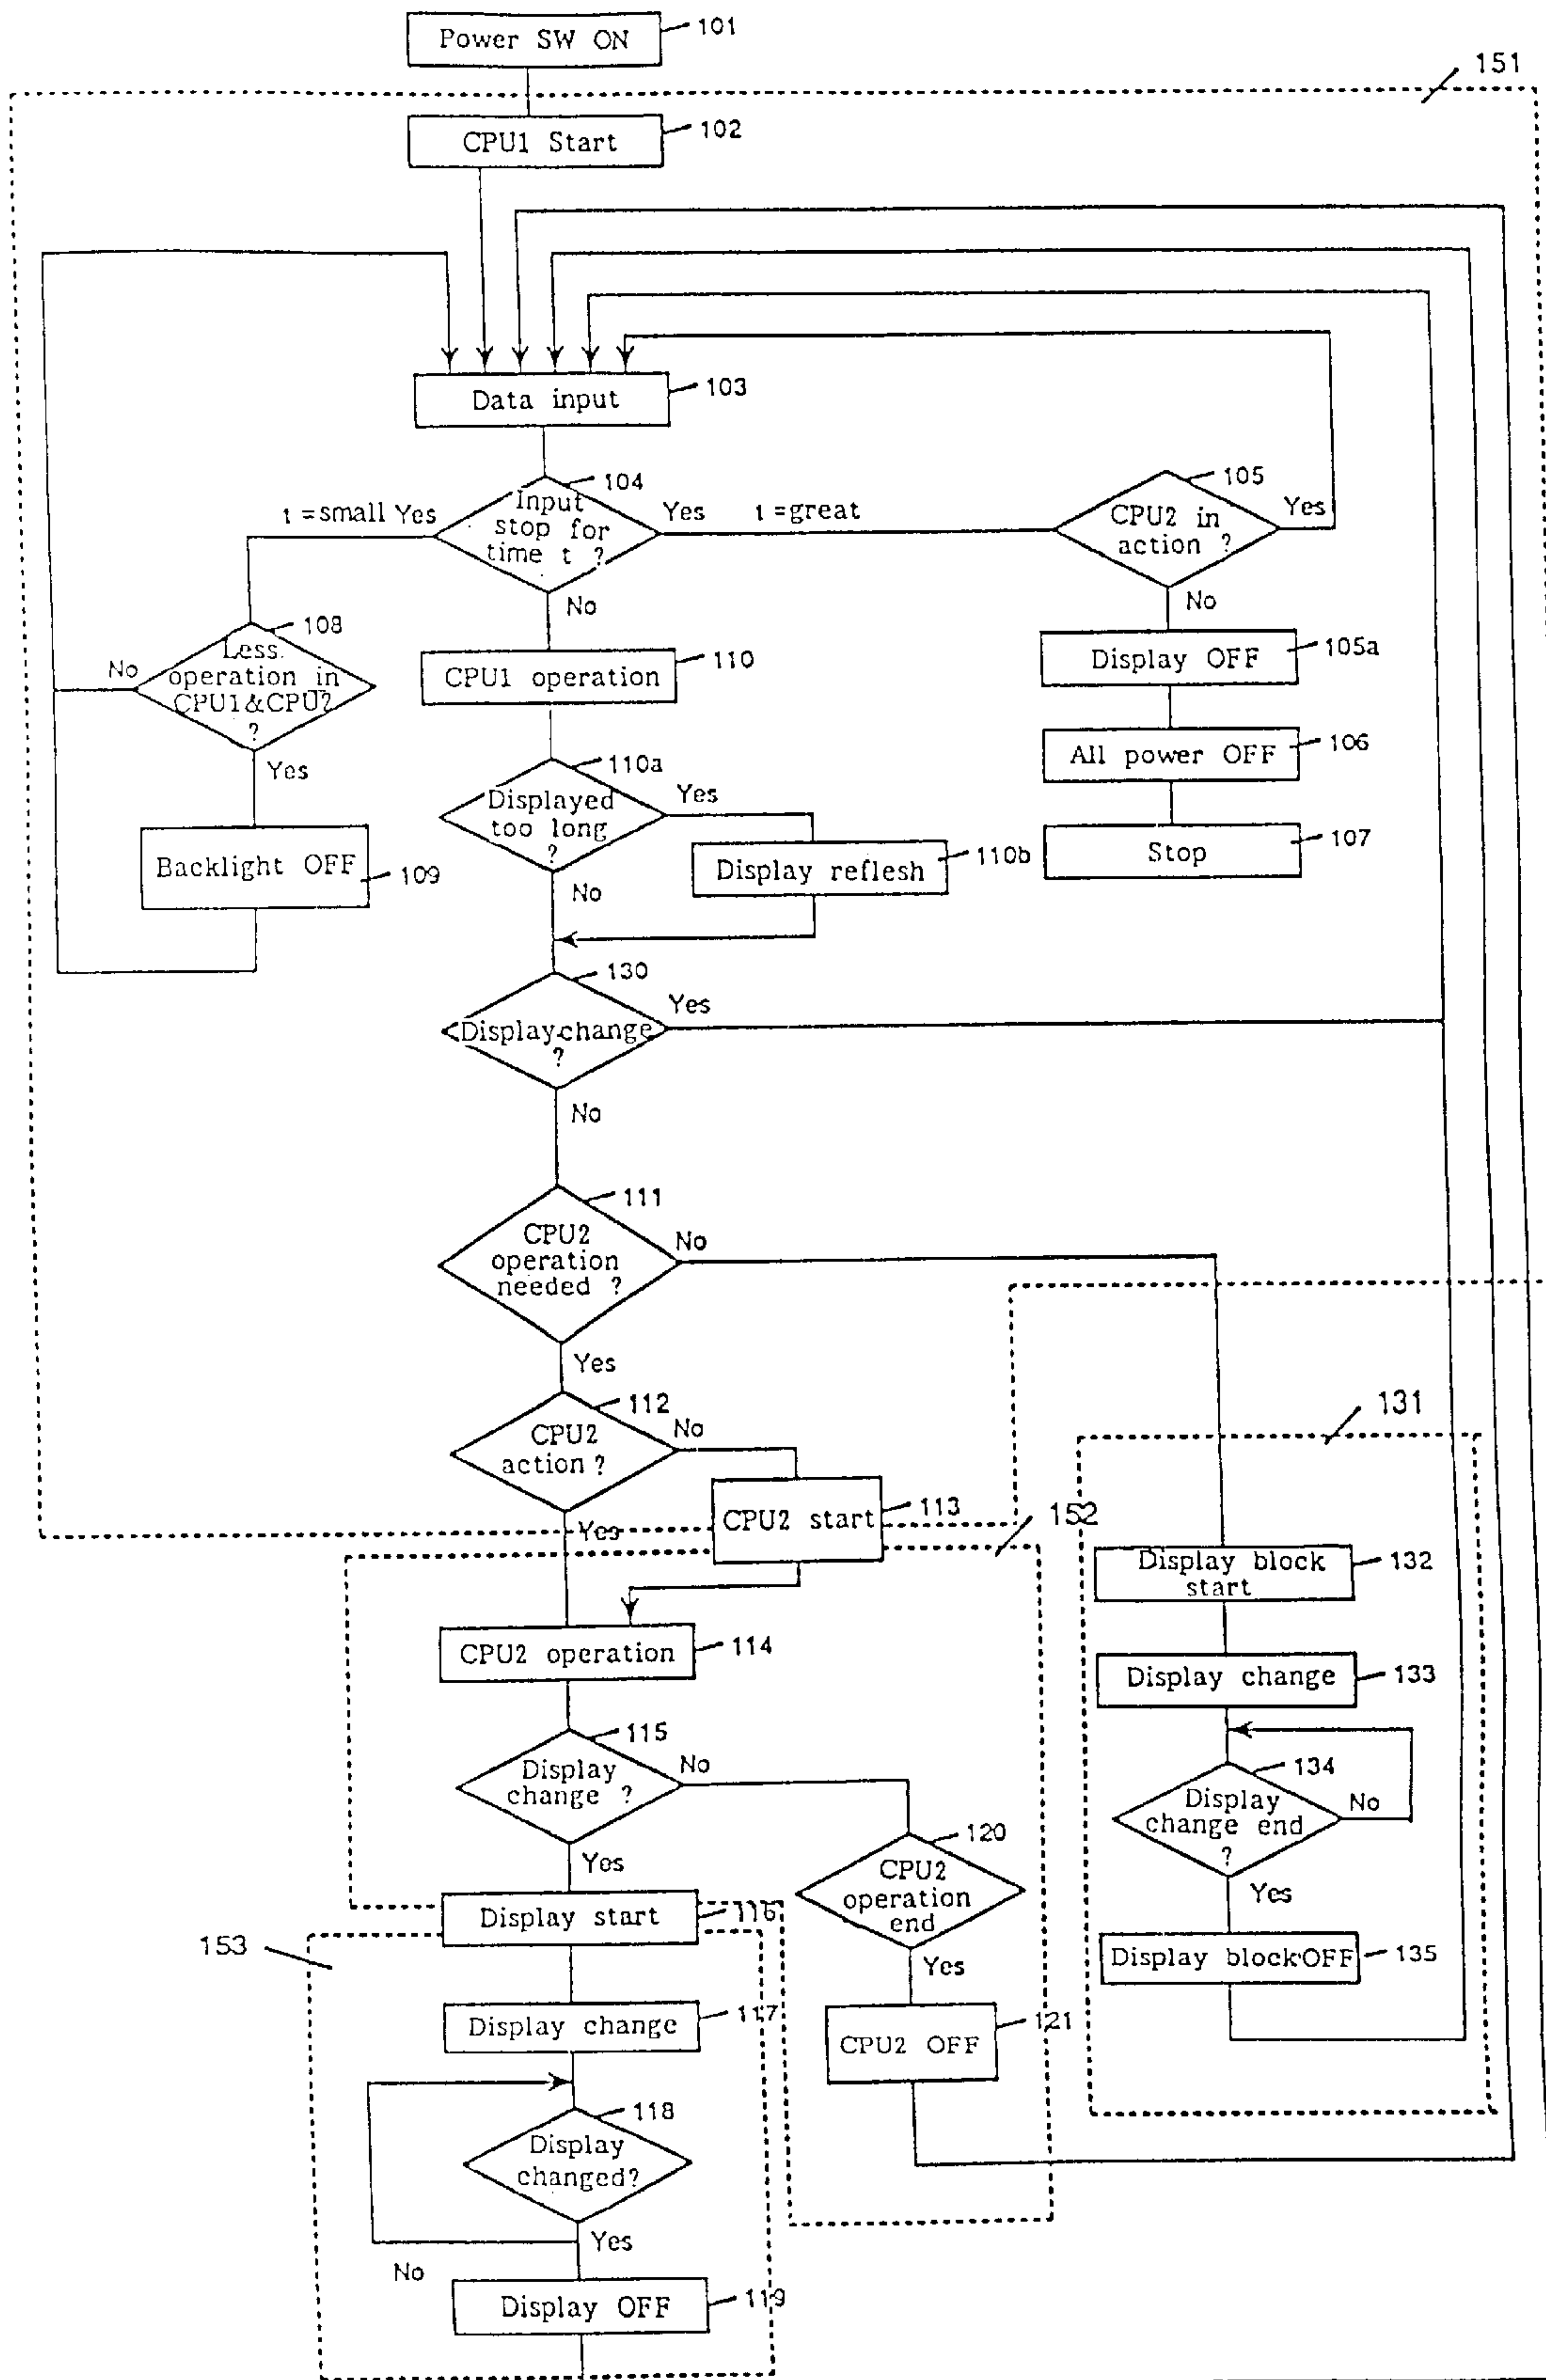 Power SW ON
101
151
CPU1 Start
102
Data input
103
104
Input
stop for
time t ?
t =small Yes
Yes t =great
No
105
CPU2 in
action ?
Yes
No
108
Less
operation in
CPU1&CPU2
?
No
Yes
CPU1 operation
110
Display OFF
105a
All power OFF
106
Stop
107
110a
Displayed
too long
?
Yes
No
Display reflesh
110b
Backlight OFF
109
130
Display change
?
Yes
No
111
CPU2
operation
needed ?
No
Yes
112
CPU2
action ?
No
Yes
CPU2 start
113
152
131
CPU2 operation
114
Display block
start
132
Display change
133
115
Display
change ?
No
Yes
134
Display
change end
?
No
Yes
120
CPU2
operation
end
Yes
Display start
116
153
Display block OFF
135
Display change
117
CPU2 OFF
121
118
Display
changed?
Yes
No
Display OFF
119